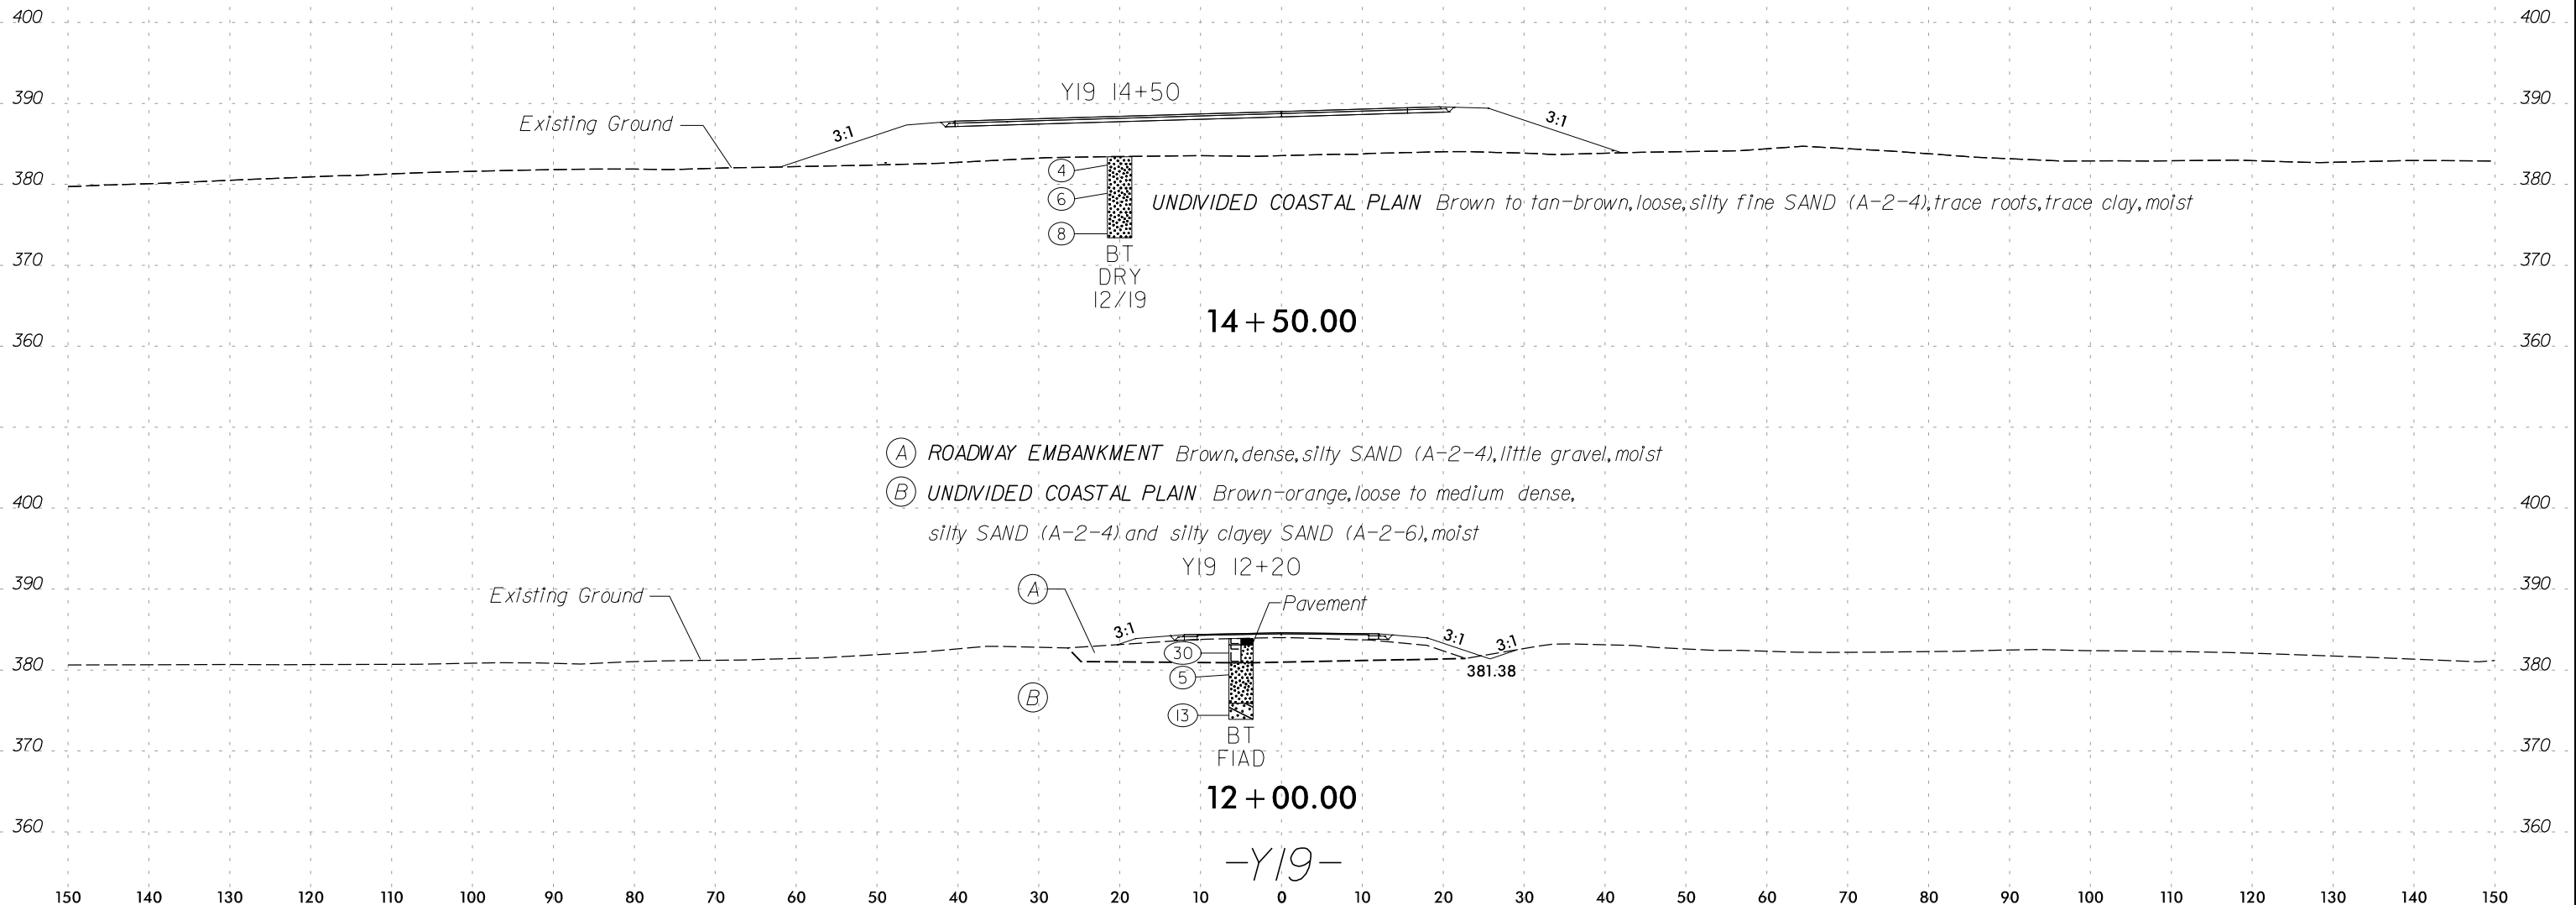 400 400
Y19 14+50
390 390
Existing Ground 3:1 3:1
4
380 380
6 UNDIVIDED COASTAL PLAIN Brown to tan-brown,loose,silty fine SAND (A-2-4),trace roots,trace clay,moist
8
BT
370 370
DRY
12/19
14+50.00
360 360
A ROADWAY EMBANKMENT Brown,dense,silty SAND (A-2-4),little gravel,moist
B UNDIVIDED COASTAL PLAIN Brown-orange,loose to medium dense,
400 400
silty SAND (A-2-4) and silty clayey SAND (A-2-6),moist
Y19 12+20
390 A 390
Existing Ground Pavement
3:1 3:1 3:1
30
380 381.38 380
5
B
13
BT
370 370
FIAD
12+00.00
360 360
-Y19-
150 140 130 120 110 100 90 80 70 60 50 40 30 20 10 0 10 20 30 40 50 60 70 80 90 100 110 120 130 140 150